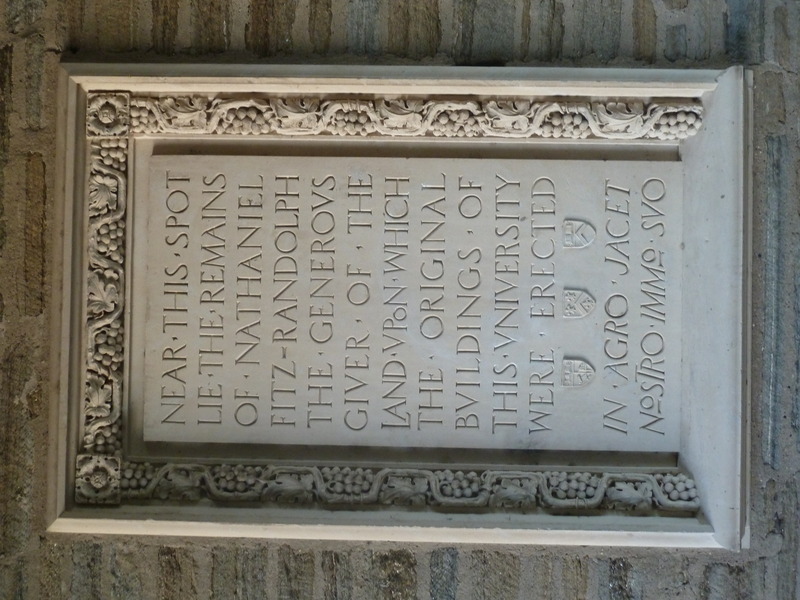 NEAR · THIS · SPOT
LIE · THE · REMAINS
OF · NATHANIEL
FITZ-RANDOLPH
THE · GENEROVS
GIVER · OF · THE
LAND · VPON · WHICH
THE · ORIGINAL
BVILDINGS · OF
THIS · VNIVERSITY
WERE · ERECTED
IN · AGRO · JACET
NOSTRO · IMMO · SVO